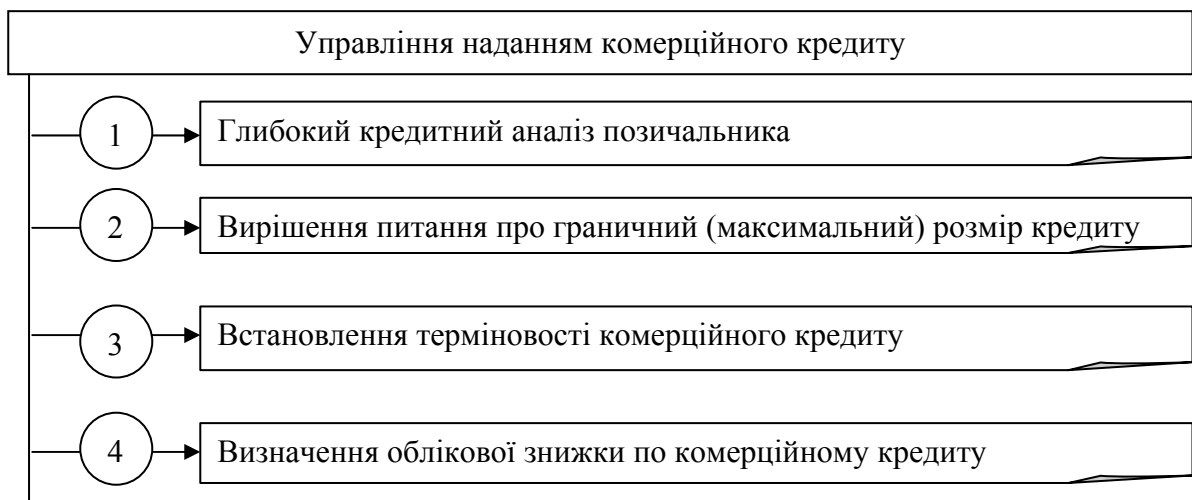 Управління наданням комерційного кредиту
1
Глибокий кредитний аналіз позичальника
2
Вирішення питання про граничний (максимальний) розмір кредиту
3
Встановлення терміновості комерційного кредиту
4
Визначення облікової знижки по комерційному кредиту